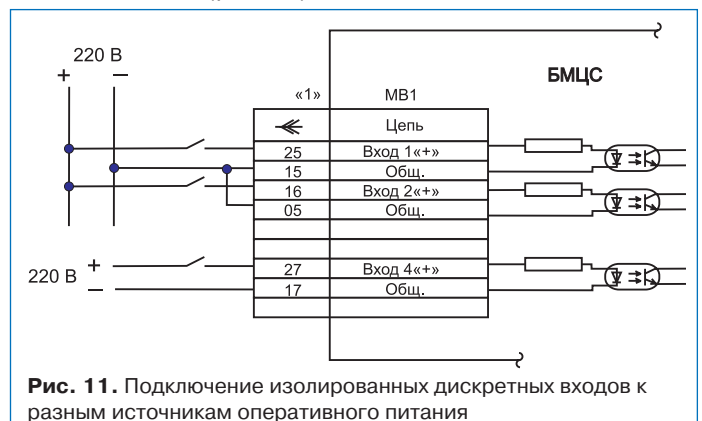 220 В
+ –
БМЦС
«1» МВ1
Цепь
25 Вход 1«+»
15 Общ.
16 Вход 2«+»
05 Общ.
220 В + –
27 Вход 4«+»
17 Общ.
Рис. 11. Подключение изолированных дискретных входов к
разным источникам оперативного питания